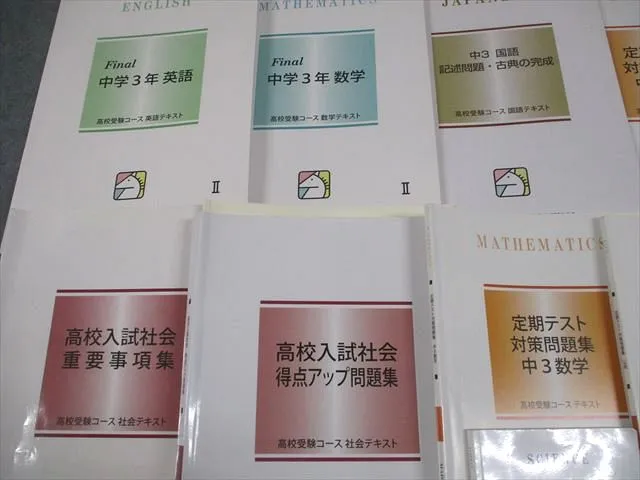 ENGLISH
Final
中学3年 英語
高校受験コース 英語テキスト
II
MATHEMATICS
Final
中学3年 数学
高校受験コース 数学テキスト
II
中3 国語
記述問題・古典の完成
高校受験コース 国語テキスト
高校入試社会
重要事項集
高校受験コース 社会テキスト
高校入試社会
得点アップ問題集
高校受験コース 社会テキスト
MATHEMATICS
定期テスト
対策問題集
中3数学
高校受験コース テキスト
SCIENCE